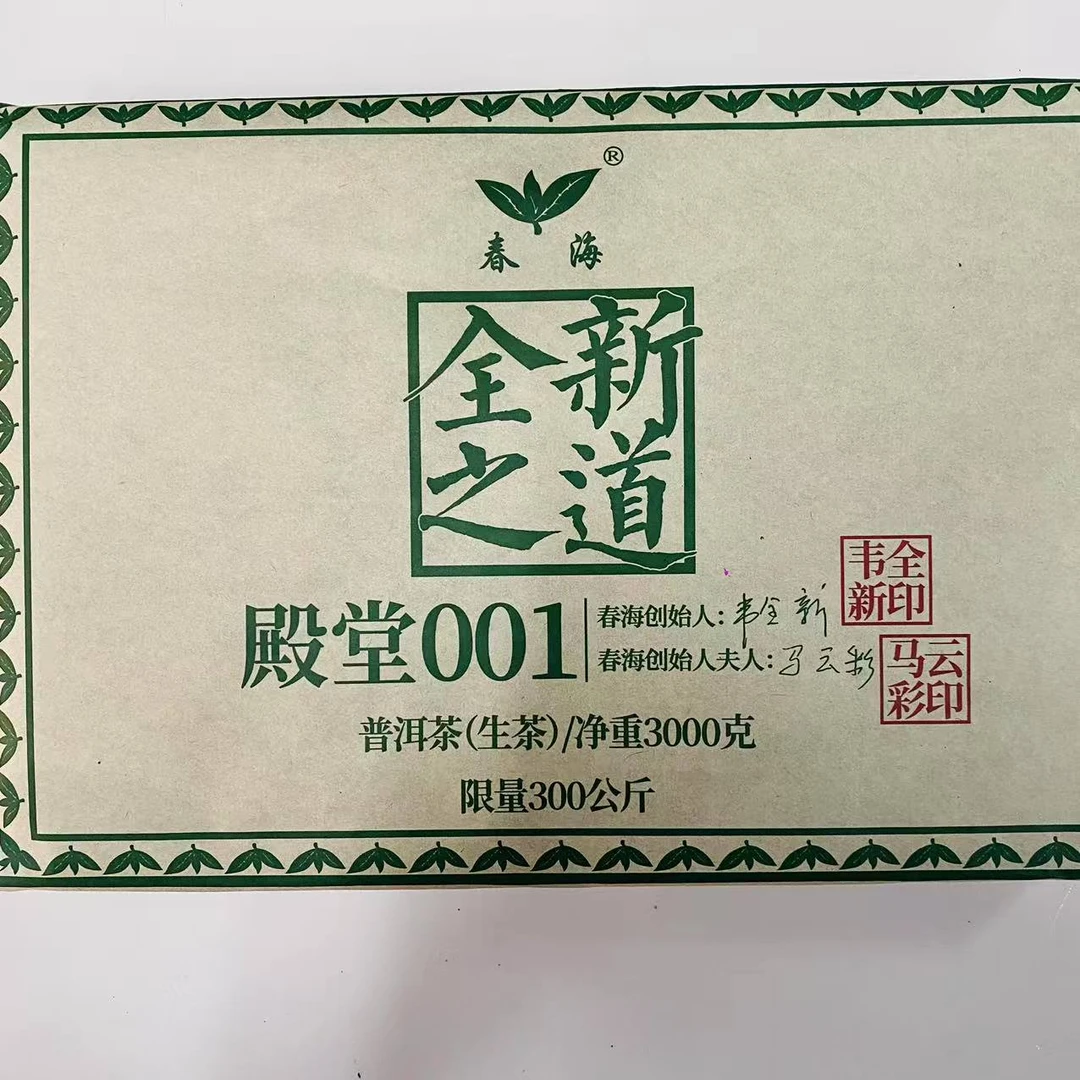 ®
春海
全新
之道
殿堂001
春海创始人：韦全新
春海创始人夫人：马云彩
韦全
新印
马云
彩印
普洱茶(生茶)/净重3000克
限量300公斤